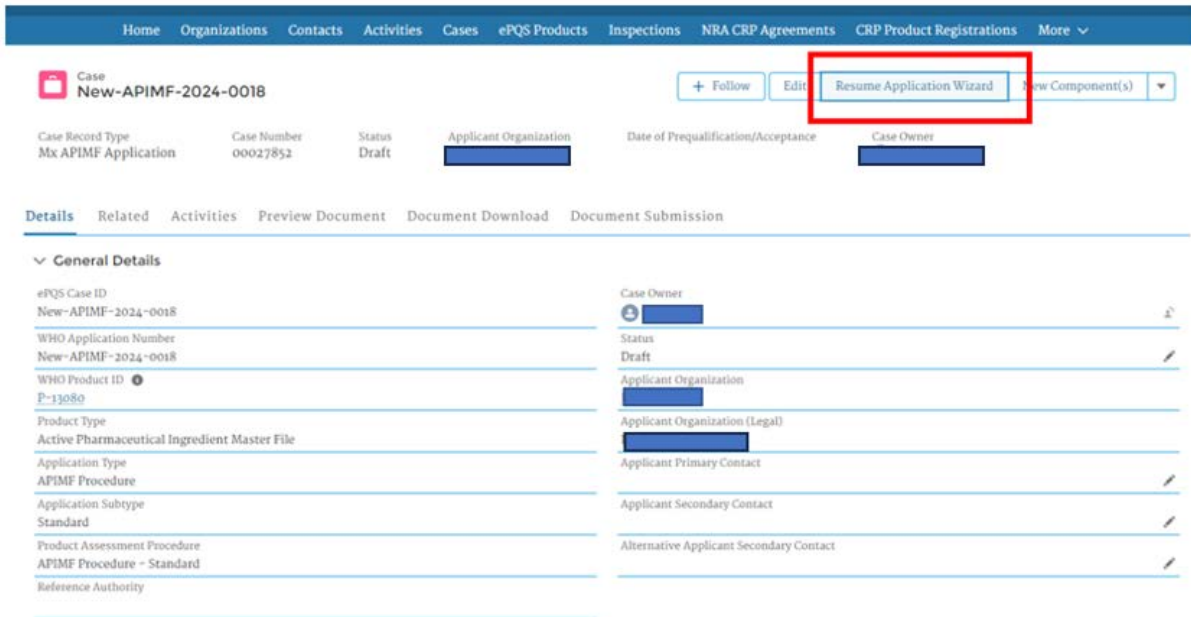 Home Organizations Contacts Activities Cases ePQS Products Inspections NRA CRP Agreements CRP Product Registrations More
Case
New-APIMF-2024-0018
+ Follow Edit Resume Application Wizard New Component(s)
Case Record Type Case Number Status Applicant Organization Date of Prequalification/Acceptance Case Owner
Mx APIMF Application 00027852 Draft
Details Related Activities Preview Document Document Download Document Submission
General Details
ePQS Case ID Case Owner
New-APIMF-2024-0018
WHO Application Number Status
New-APIMF-2024-0018 Draft
WHO Product ID Applicant Organization
P-13080
Product Type Applicant Organization (Legal)
Active Pharmaceutical Ingredient Master File
Application Type Applicant Primary Contact
APIMF Procedure
Application Subtype Applicant Secondary Contact
Standard
Product Assessment Procedure Alternative Applicant Secondary Contact
APIMF Procedure - Standard
Reference Authority